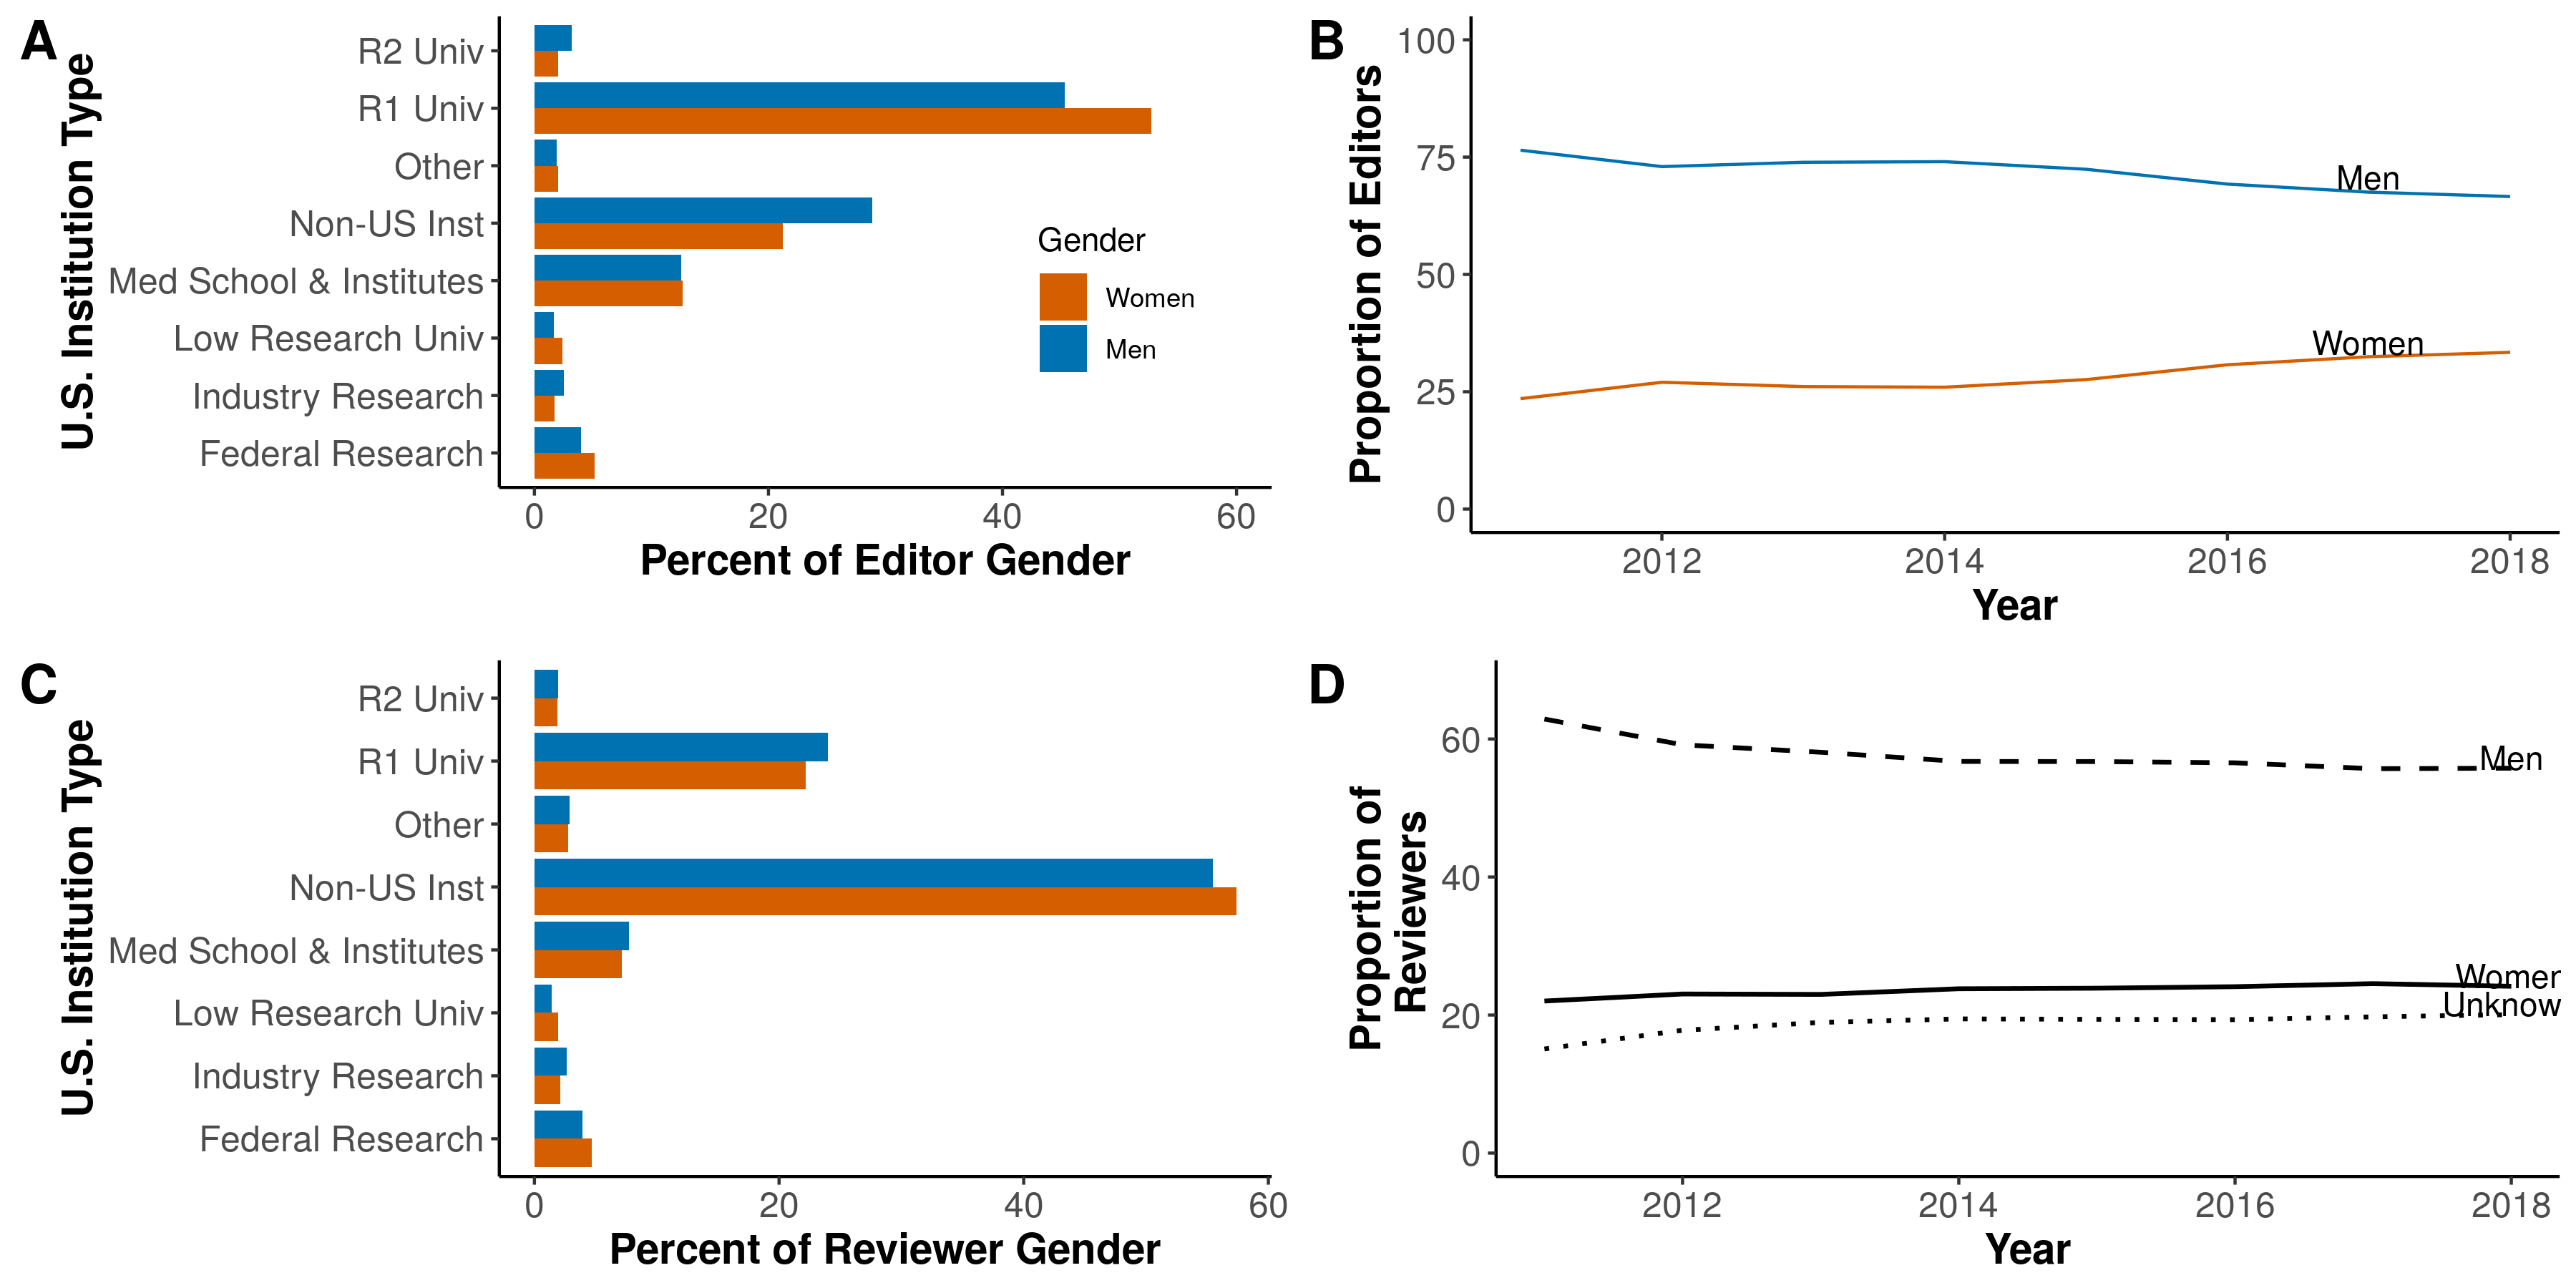 A
U.S. Institution Type
R2 Univ
R1 Univ
Other
Non-US Inst
Med School & Institutes
Low Research Univ
Industry Research
Federal Research
0 20 40 60
Percent of Editor Gender
Gender
Women
Men
B
Proportion of Editors
100
75
50
25
0
Men
Women
2012 2014 2016 2018
Year
C
U.S. Institution Type
R2 Univ
R1 Univ
Other
Non-US Inst
Med School & Institutes
Low Research Univ
Industry Research
Federal Research
0 20 40 60
Percent of Reviewer Gender
D
Proportion of
Reviewers
60
40
20
0
Men
Women
Unknow
2012 2014 2016 2018
Year